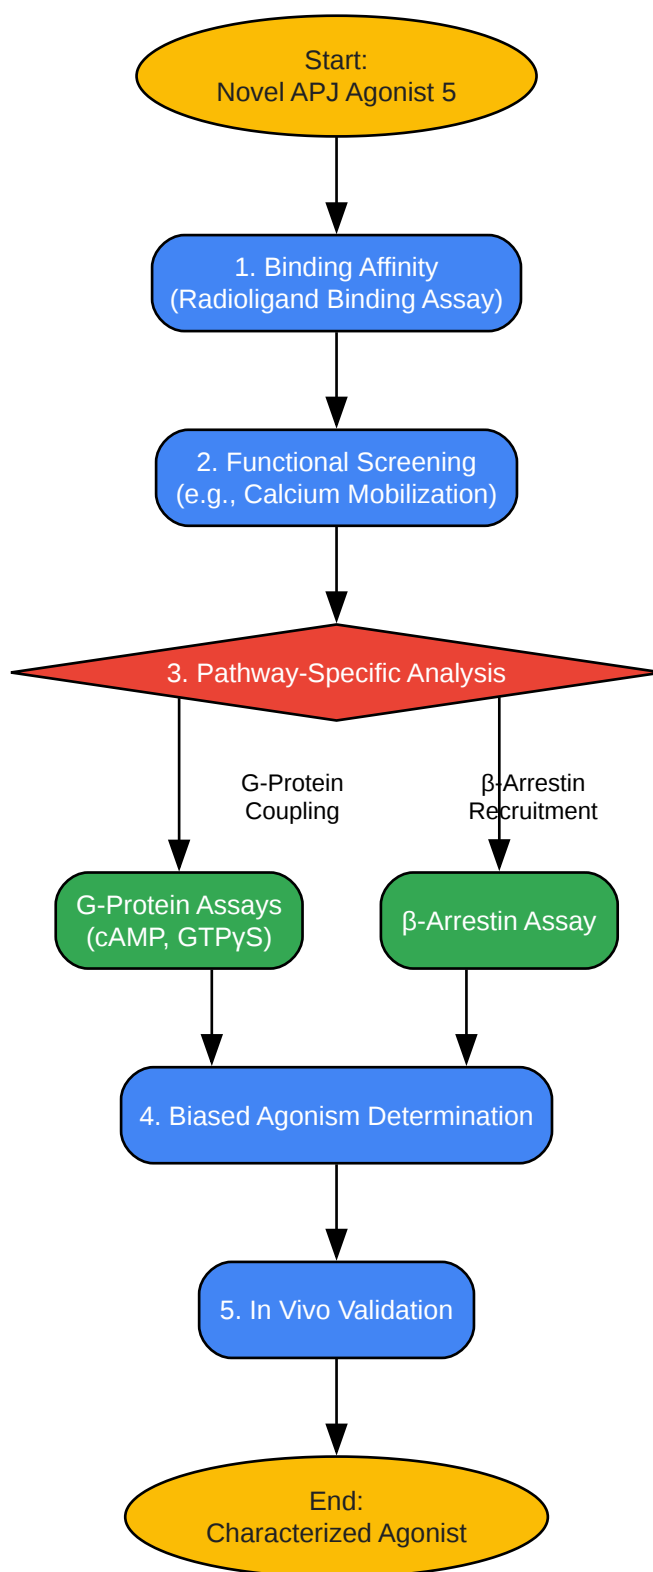 Start:
Novel APJ Agonist 5
1. Binding Affinity
(Radioligand Binding Assay)
2. Functional Screening
(e.g., Calcium Mobilization)
3. Pathway-Specific Analysis
G-Protein
Coupling
β-Arrestin
Recruitment
G-Protein Assays
(cAMP, GTPγS)
β-Arrestin Assay
4. Biased Agonism Determination
5. In Vivo Validation
End:
Characterized Agonist